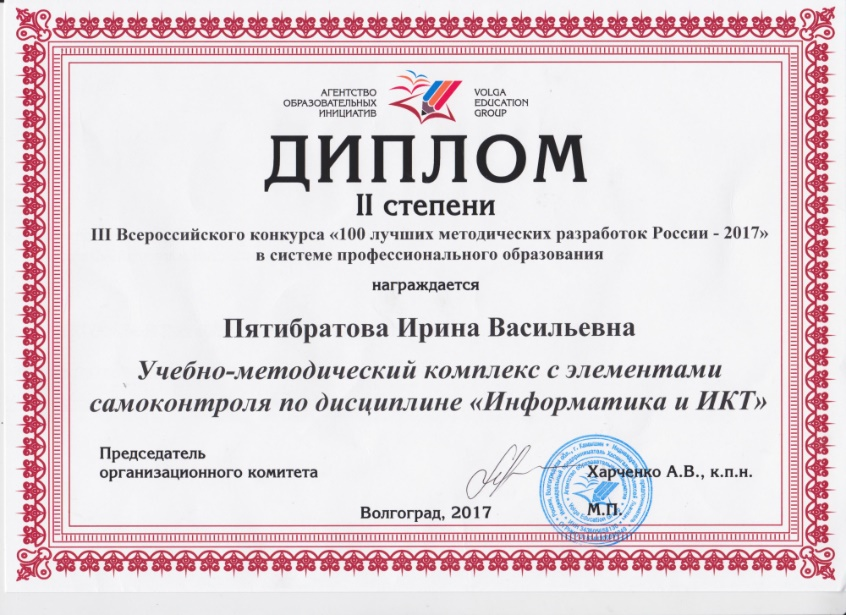 АГЕНТСТВО
ОБРАЗОВАТЕЛЬНЫХ
ИНИЦИАТИВ
VOLGA
EDUCATION
GROUP
ДИПЛОМ
II степени
III Всероссийского конкурса «100 лучших методических разработок России - 2017»
в системе профессионального образования
награждается
Пятибратова Ирина Васильевна
Учебно-методический комплекс с элементами
самоконтроля по дисциплине «Информатика и ИКТ»
Председатель
организационного комитета
Харченко А.В., к.п.н.
Волгоград, 2017
М.П.